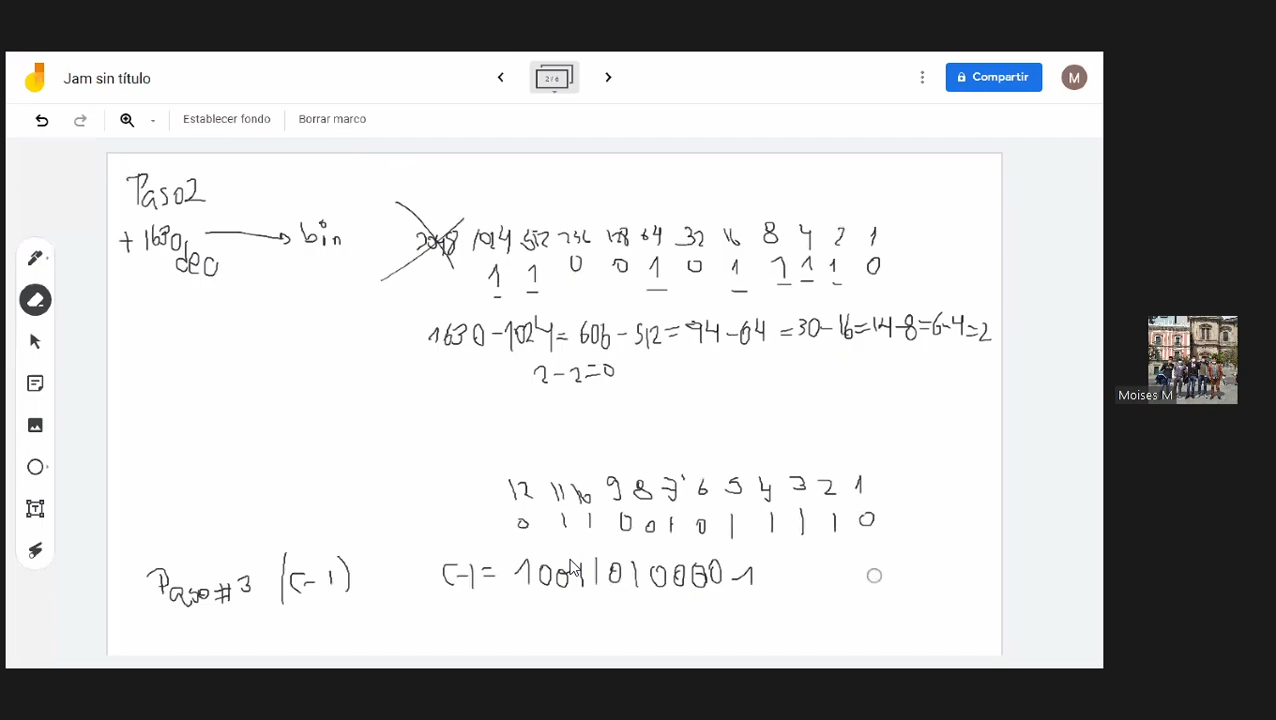 Jam sin título
2 / 6
Compartir
M
Establecer fondo
Borrar marco
Paso2
+ 1630 dec → bin
2048 1024 512 256 128 64 32 16 8 4 2 1
1 1 0 0 1 0 1 1 1 1 0
1630 - 1024 = 606 - 512 = 94 - 64 = 30 - 16 = 14 - 8 = 6 - 4 = 2
2 - 2 = 0
12 11 10 9 8 7 6 5 4 3 2 1
0 1 1 0 0 1 0 1 1 1 1 0
Paso #3 (C-1)
Moises M